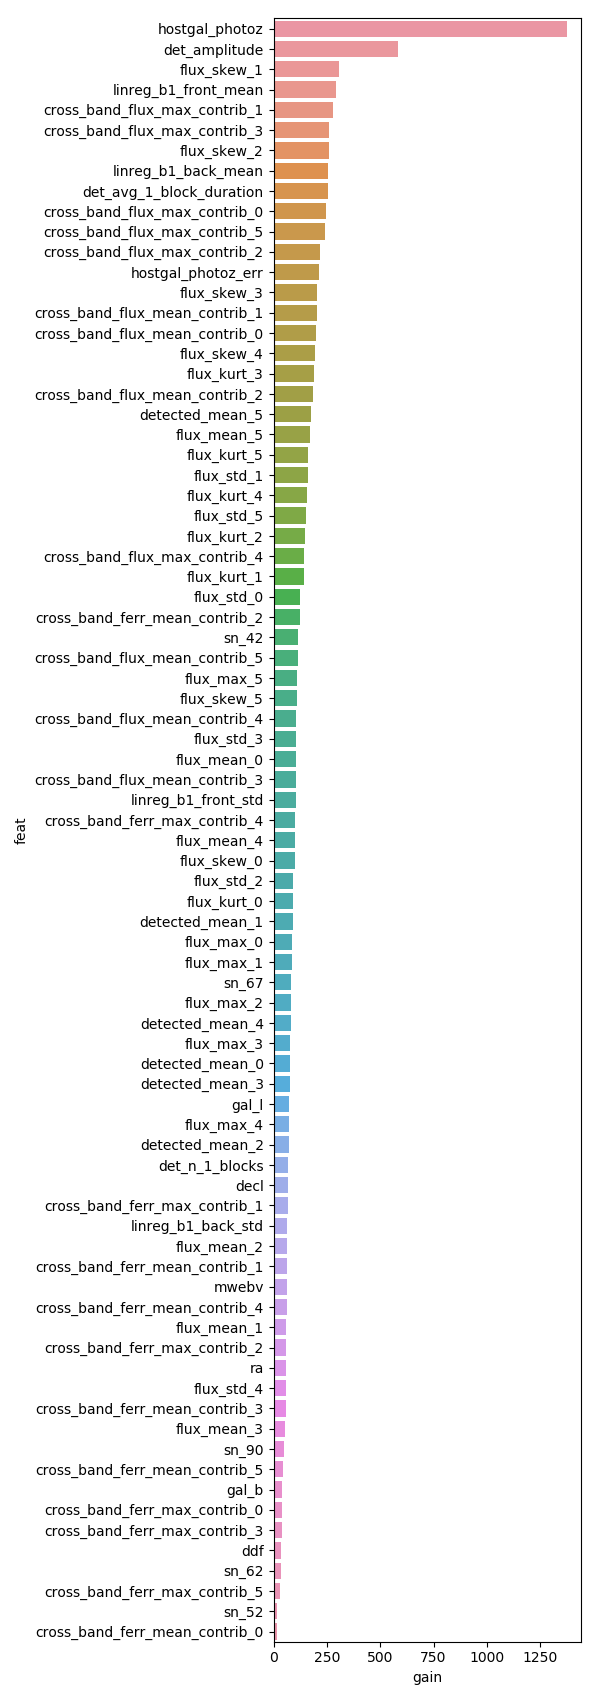 hostgal_photoz
det_amplitude
flux_skew_1
linreg_b1_front_mean
cross_band_flux_max_contrib_1
cross_band_flux_max_contrib_3
flux_skew_2
linreg_b1_back_mean
det_avg_1_block_duration
cross_band_flux_max_contrib_0
cross_band_flux_max_contrib_5
cross_band_flux_max_contrib_2
hostgal_photoz_err
flux_skew_3
cross_band_flux_mean_contrib_1
cross_band_flux_mean_contrib_0
flux_skew_4
flux_kurt_3
cross_band_flux_mean_contrib_2
detected_mean_5
flux_mean_5
flux_kurt_5
flux_std_1
flux_kurt_4
flux_std_5
flux_kurt_2
cross_band_flux_max_contrib_4
flux_kurt_1
flux_std_0
cross_band_ferr_mean_contrib_2
sn_42
cross_band_flux_mean_contrib_5
flux_max_5
flux_skew_5
cross_band_flux_mean_contrib_4
flux_std_3
flux_mean_0
cross_band_flux_mean_contrib_3
linreg_b1_front_std
cross_band_ferr_max_contrib_4
feat
flux_mean_4
flux_skew_0
flux_std_2
flux_kurt_0
detected_mean_1
flux_max_0
flux_max_1
sn_67
flux_max_2
detected_mean_4
flux_max_3
detected_mean_0
detected_mean_3
gal_l
flux_max_4
detected_mean_2
det_n_1_blocks
decl
cross_band_ferr_max_contrib_1
linreg_b1_back_std
flux_mean_2
cross_band_ferr_mean_contrib_1
mwebv
cross_band_ferr_mean_contrib_4
flux_mean_1
cross_band_ferr_max_contrib_2
ra
flux_std_4
cross_band_ferr_mean_contrib_3
flux_mean_3
sn_90
cross_band_ferr_mean_contrib_5
gal_b
cross_band_ferr_max_contrib_0
cross_band_ferr_max_contrib_3
ddf
sn_62
cross_band_ferr_max_contrib_5
sn_52
cross_band_ferr_mean_contrib_0
0 250 500 750 1000 1250
gain